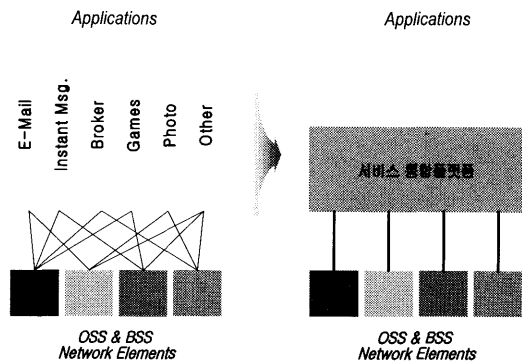 Applications
E-Mail
Instant Msg.
Broker
Games
Photo
Other
OSS & BSS
Network Elements
Applications
서비스 통합플랫폼
OSS & BSS
Network Elements